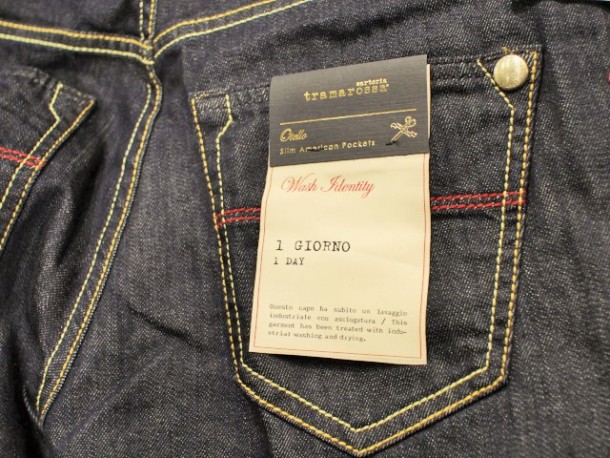 sartoria
tramarossa
Otello
Slim American Pockets
Wash Identity
1 GIORNO
1 DAY
Questo capo ha subito un lavaggio
industriale con asciugatura / This
garment has been treated with indu-
strial washing and drying.